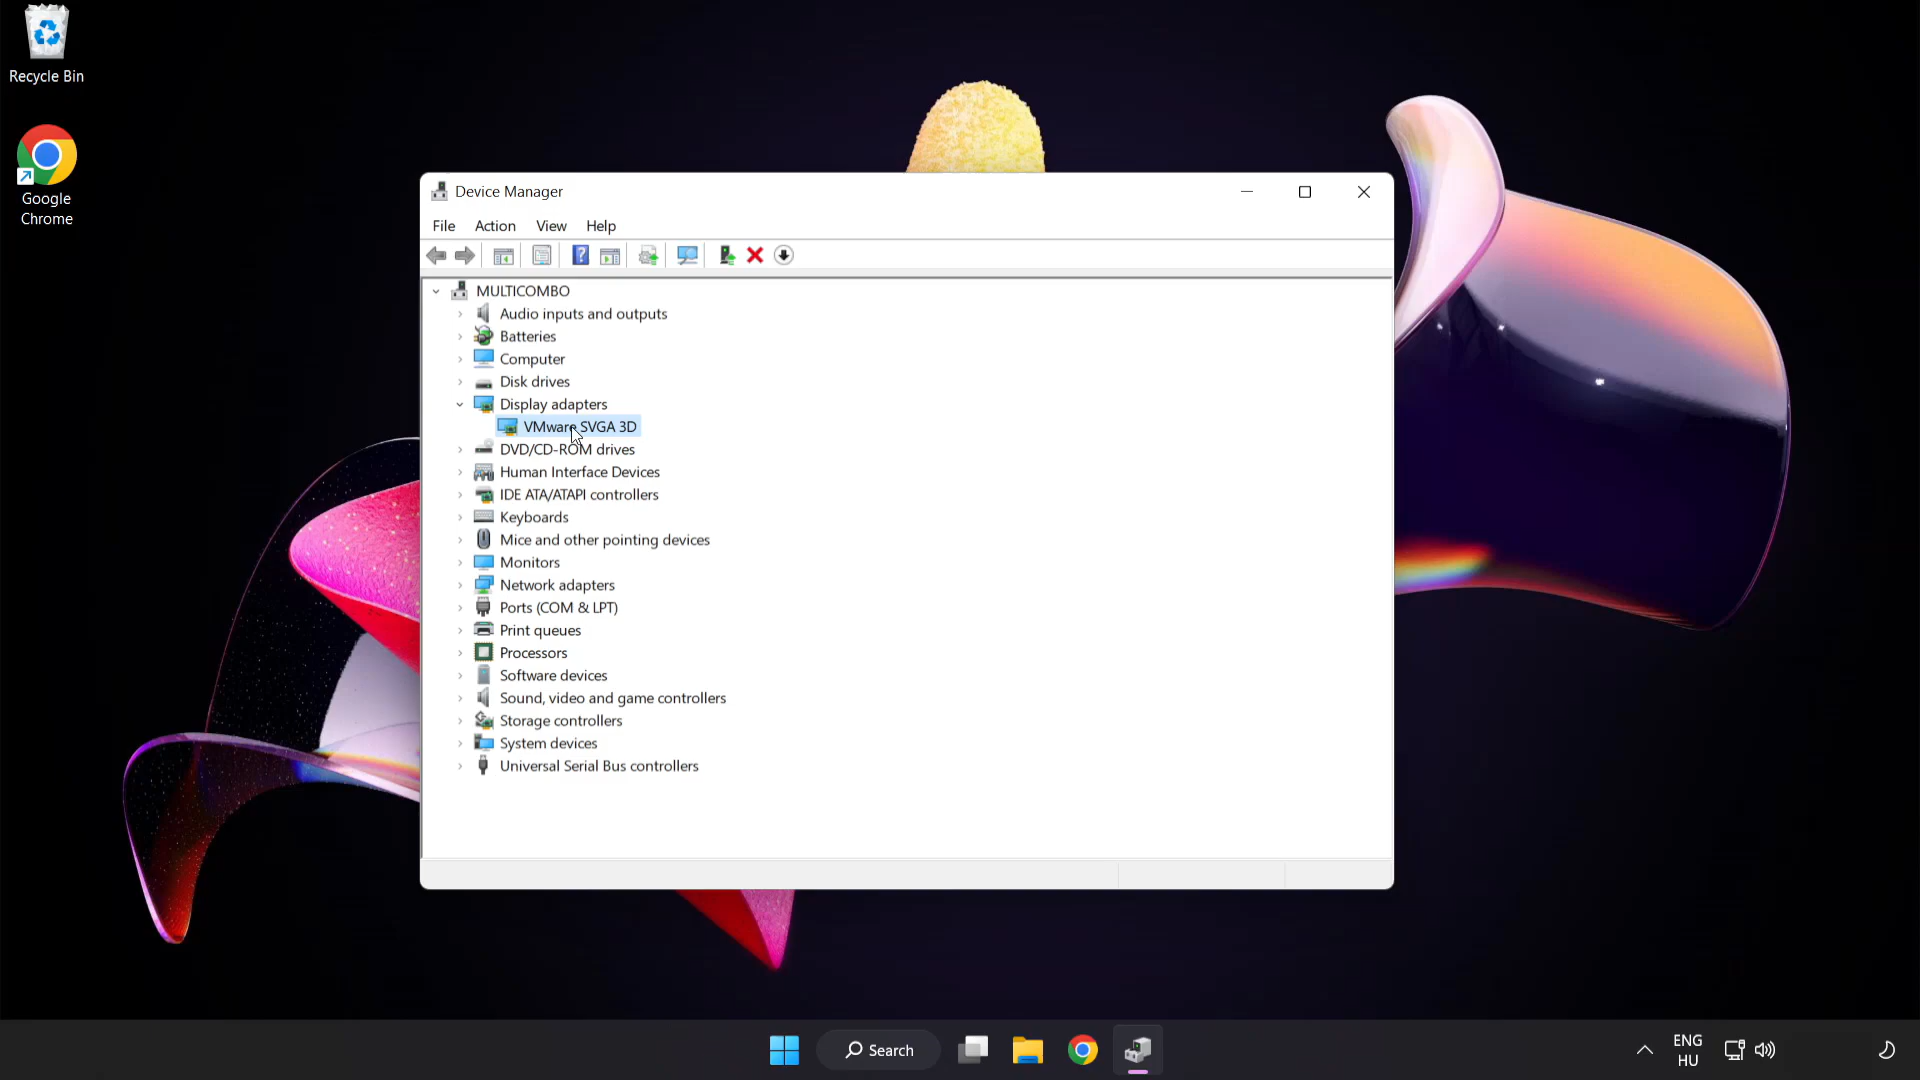 Recycle Bin
Google
Chrome
Device Manager
File Action View Help
MULTICOMBO
Audio inputs and outputs
Batteries
Computer
Disk drives
Display adapters
VMware SVGA 3D
DVD/CD-ROM drives
Human Interface Devices
IDE ATA/ATAPI controllers
Keyboards
Mice and other pointing devices
Monitors
Network adapters
Ports (COM & LPT)
Print queues
Processors
Software devices
Sound, video and game controllers
Storage controllers
System devices
Universal Serial Bus controllers
Search
ENG
HU